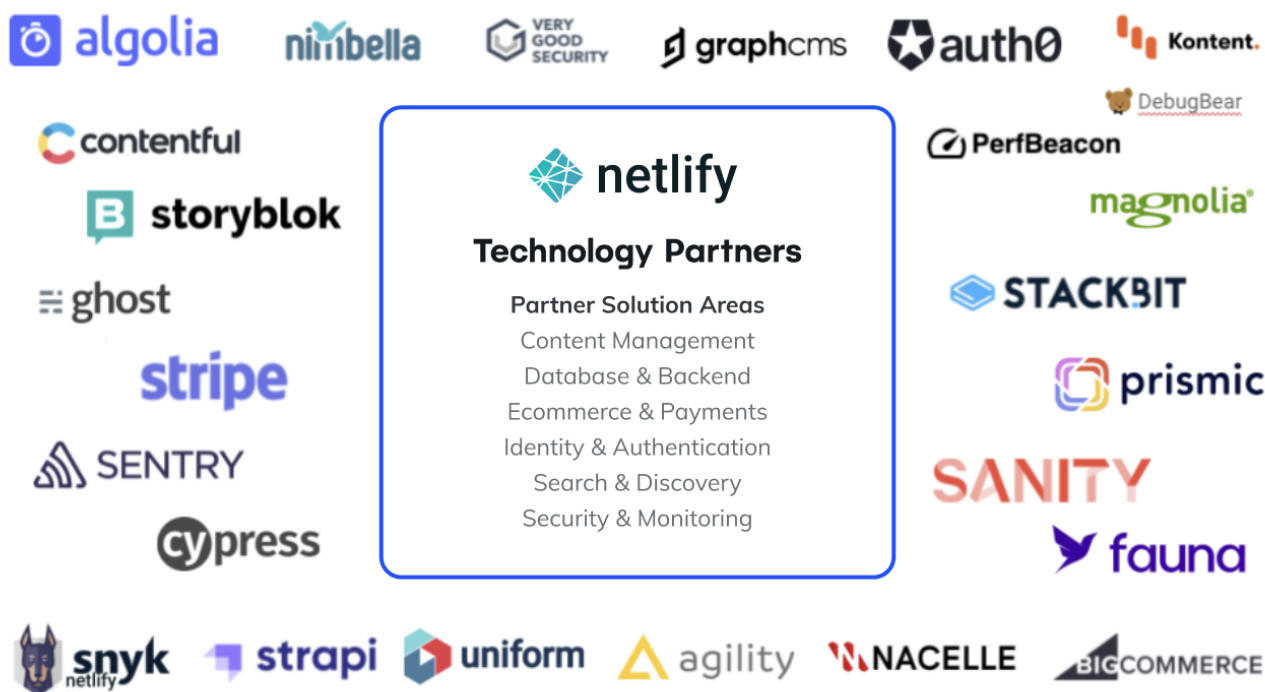 algolia
nimbella
VERY
GOOD
SECURITY
graphcms
auth0
Kontent.
DebugBear
contentful
PerfBeacon
netlify
storyblok
magnolia®
Technology Partners
ghost
STACKBIT
Partner Solution Areas
Content Management
Database & Backend
stripe
prismic
Ecommerce & Payments
Identity & Authentication
SENTRY
SANITY
Search & Discovery
Security & Monitoring
cypress
fauna
snyk
netlify
strapi
uniform
agility
NACELLE
BIGCOMMERCE